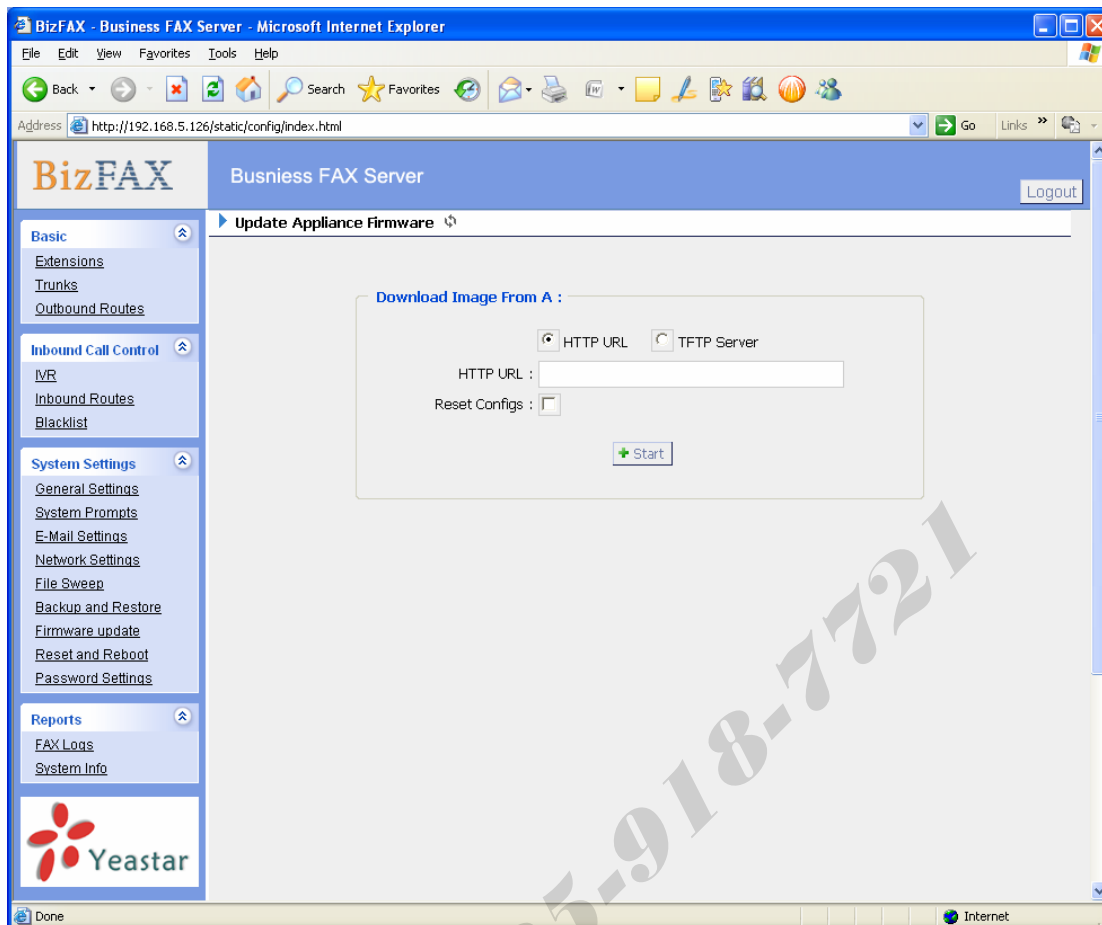 BizFAX - Business FAX Server - Microsoft Internet Explorer
File Edit View Favorites Tools Help
Back Search Favorites
Address http://192.168.5.126/static/config/index.html Go Links »
BizFAX
Busniess FAX Server
Logout
Update Appliance Firmware
Basic
Extensions
Trunks
Outbound Routes
Inbound Call Control
IVR
Inbound Routes
Blacklist
System Settings
General Settings
System Prompts
E-Mail Settings
Network Settings
File Sweep
Backup and Restore
Firmware update
Reset and Reboot
Password Settings
Reports
FAX Logs
System Info
Yeastar
Download Image From A :
HTTP URL TFTP Server
HTTP URL :
Reset Configs :
Start
5-918-7721
Done Internet